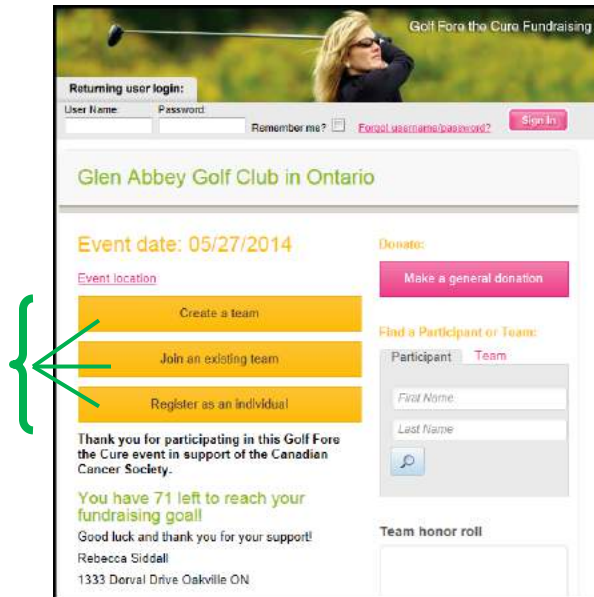 Golf Fore the Cure Fundraising
Returning user login:
User Name: Password:
Remember me? Forgot username/password? Sign In
Glen Abbey Golf Club in Ontario
Event date: 05/27/2014
Event location
Create a team
Join an existing team
Register as an individual
Thank you for participating in this Golf Fore
the Cure event in support of the Canadian
Cancer Society.
You have 71 left to reach your
fundraising goal!
Good luck and thank you for your support!
Rebecca Siddall
1333 Dorval Drive Oakville ON
Donate:
Make a general donation
Find a Participant or Team:
Participant Team
First Name
Last Name
Team honor roll